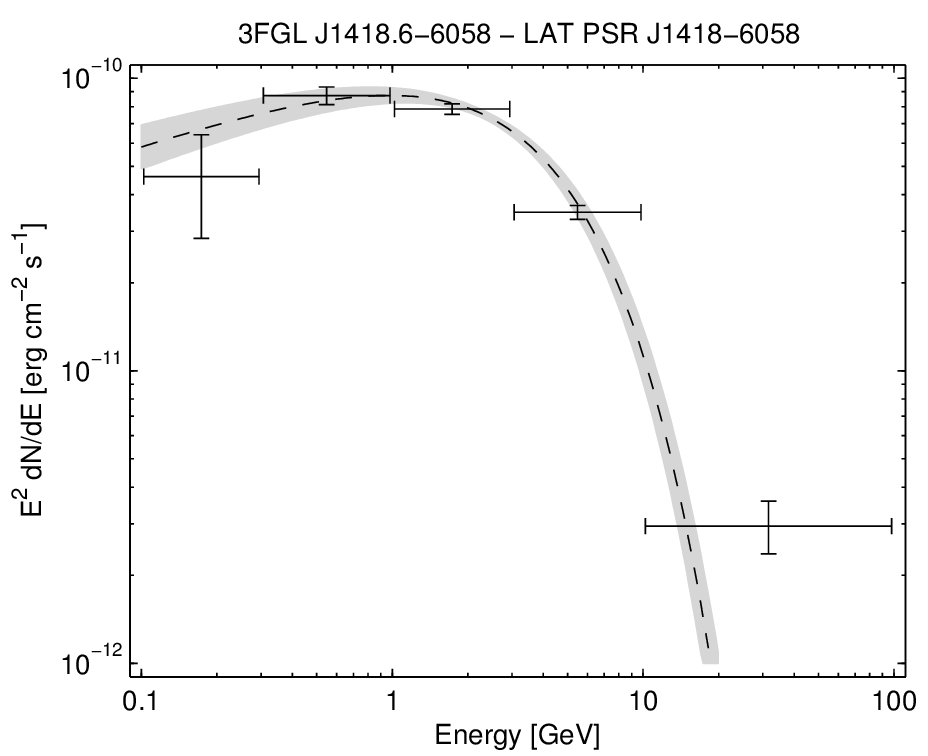 3FGL J1418.6−6058 − LAT PSR J1418−6058
E² dN/dE [erg cm⁻² s⁻¹]
10⁻¹⁰
10⁻¹¹
10⁻¹²
0.1 1 10 100
Energy [GeV]